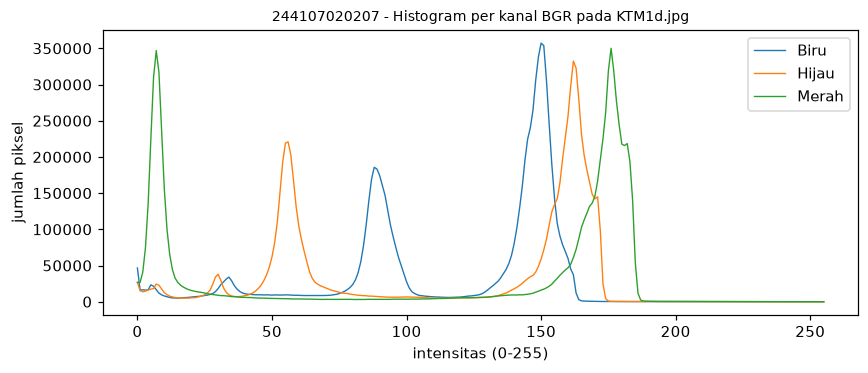 244107020207 - Histogram per kanal BGR pada KTM1d.jpg
Biru
Hijau
Merah
jumlah piksel
350000
300000
250000
200000
150000
100000
50000
0
0 50 100 150 200 250
intensitas (0-255)